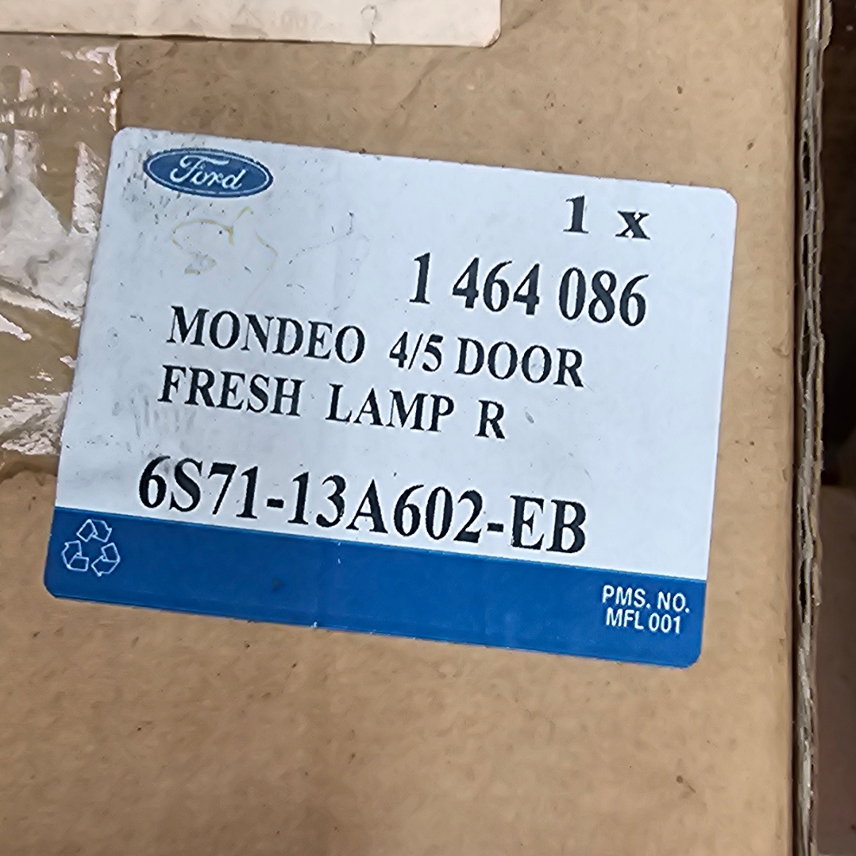 Ford
1 x
1 464 086
MONDEO 4/5 DOOR
FRESH LAMP R
6S71-13A602-EB
PMS. NO.
MFL 001